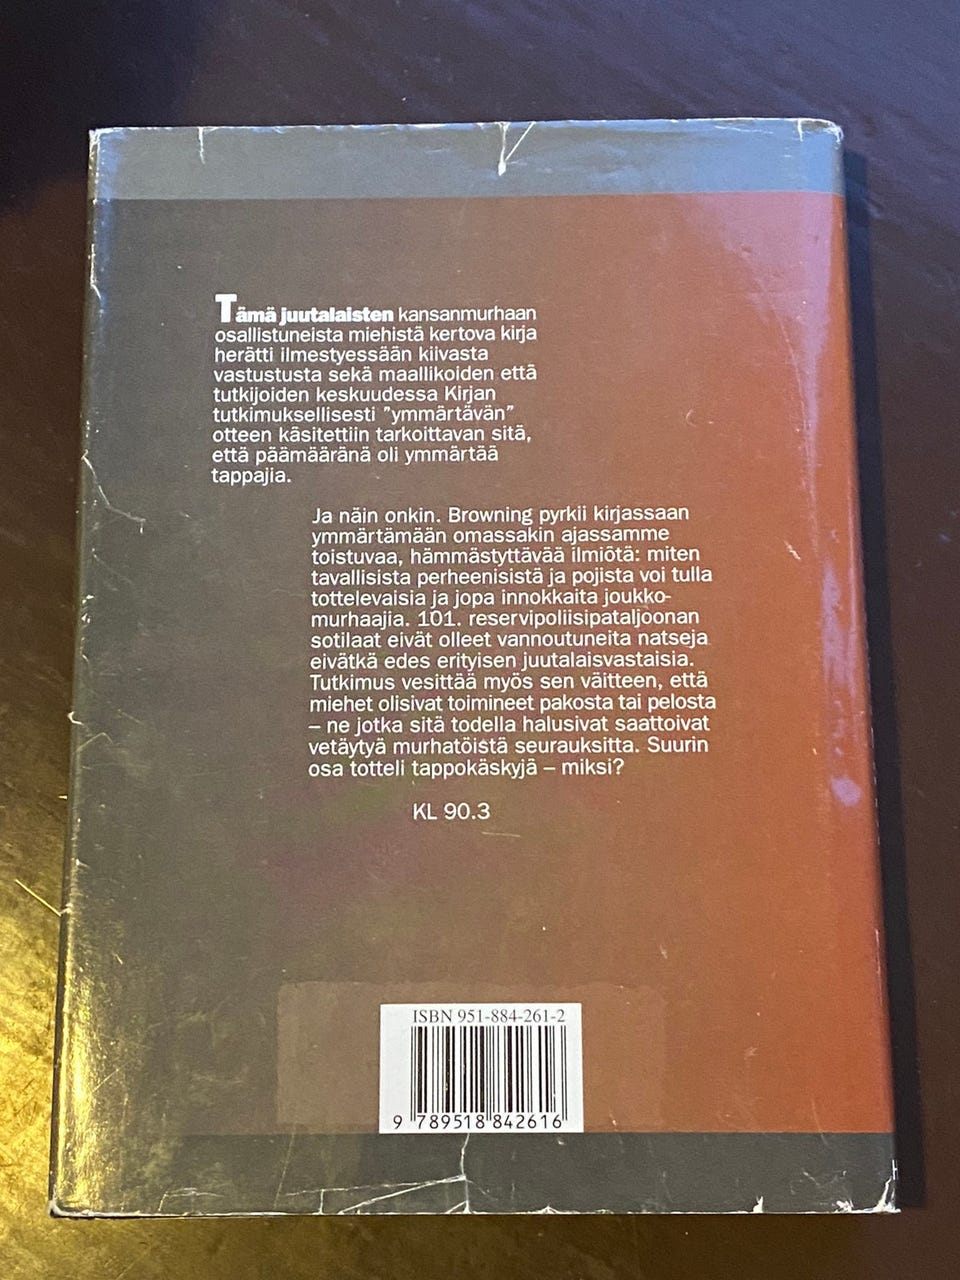 Tämä juutalaisten kansanmurhaan
osallistuneista miehistä kertova kirja
herätti ilmestyessään kiivasta
vastustusta sekä maallikoiden että
tutkijoiden keskuudessa Kirjan
tutkimuksellisesti ”ymmärtävän”
otteen käsitettiin tarkoittavan sitä,
että päämääränä oli ymmärtää
tappajia.
Ja näin onkin. Browning pyrkii kirjassaan
ymmärtämään omassakin ajassamme
toistuvaa, hämmästyttävää ilmiötä: miten
tavallisista perheenisistä ja pojista voi tulla
tottelevaisia ja jopa innokkaita joukko-
murhaajia. 101. reservipoliisipataljoonan
sotilaat eivät olleet vannoutuneita natseja
eivätkä edes erityisen juutalaisvastaisia.
Tutkimus vesittää myös sen väitteen, että
miehet olisivat toimineet pakosta tai pelosta
– ne jotka sitä todella halusivat saattoivat
vetäytyä murhatöistä seurauksitta. Suurin
osa totteli tappokäskyjä – miksi?
KL 90.3
ISBN 951-884-261-2
9 789518 842616